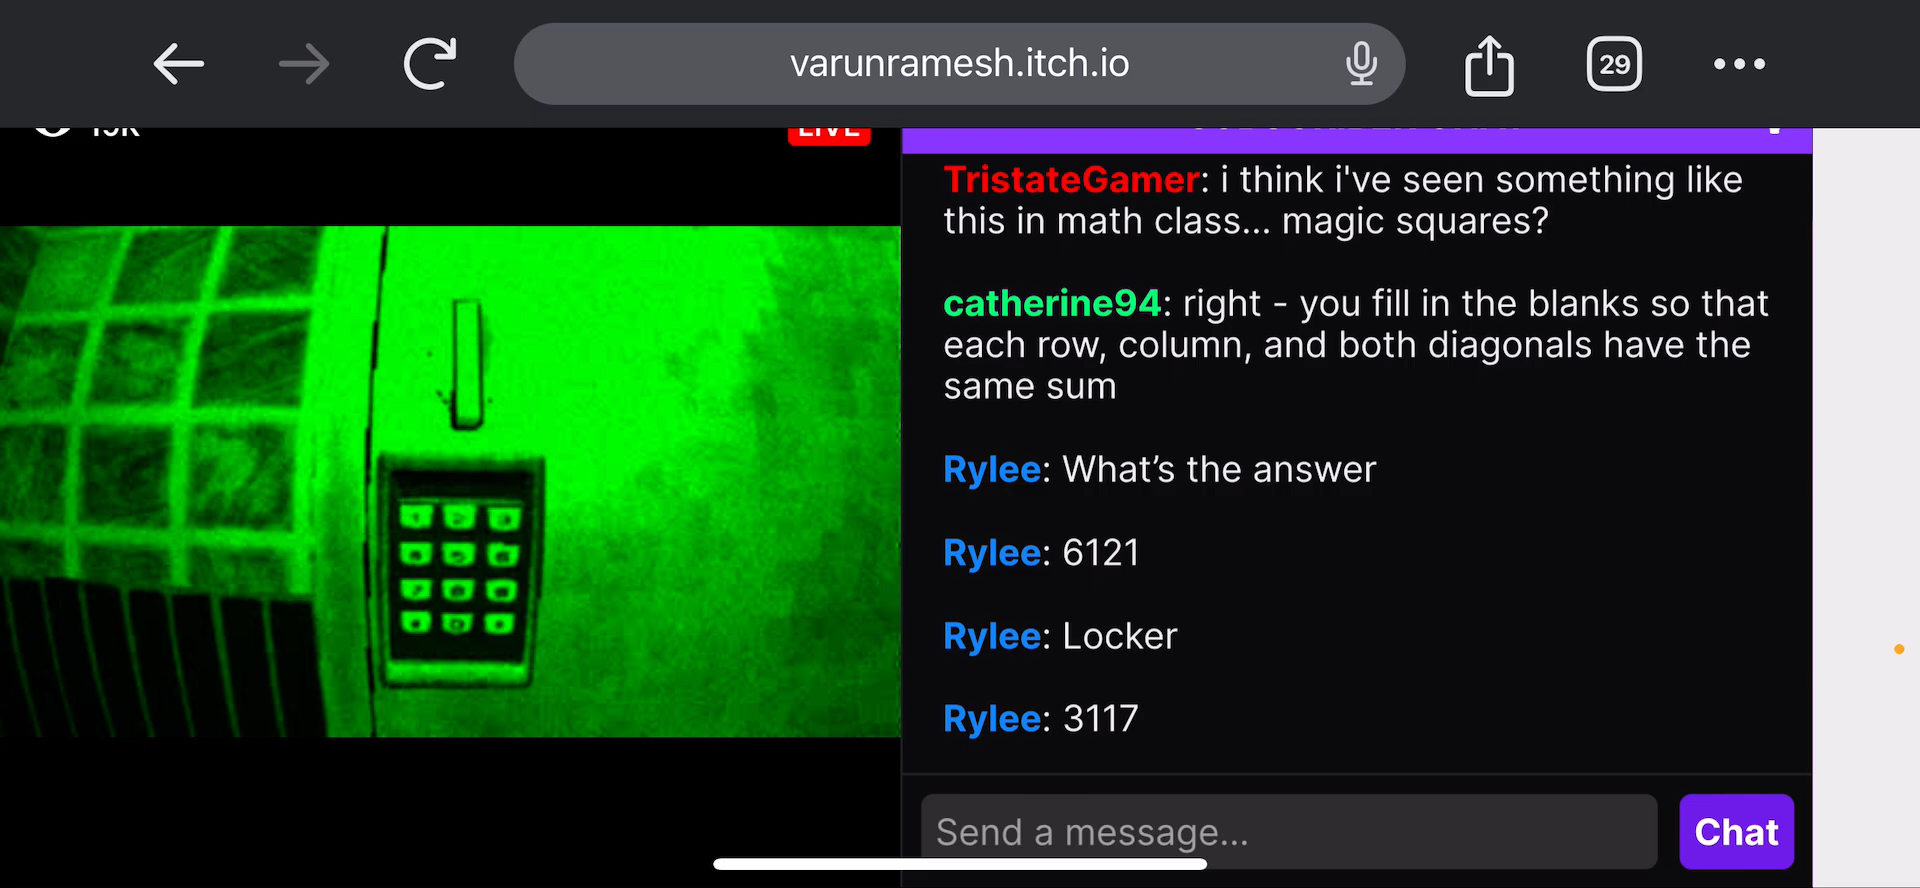 varunramesh.itch.io
29
19K
LIVE
TristateGamer: i think i've seen something like
this in math class... magic squares?
catherine94: right - you fill in the blanks so that
each row, column, and both diagonals have the
same sum
Rylee: What’s the answer
Rylee: 6121
Rylee: Locker
Rylee: 3117
Send a message...
Chat